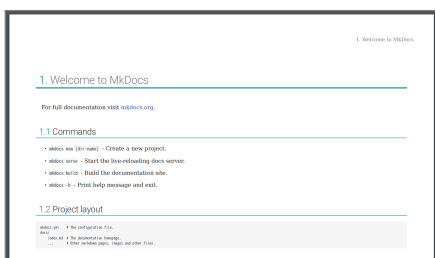 1. Welcome to MkDocs
1. Welcome to MkDocs
For full documentation visit mkdocs.org.
1.1 Commands
• mkdocs new [dir-name] - Create a new project.
• mkdocs serve - Start the live-reloading docs server.
• mkdocs build - Build the documentation site.
• mkdocs -h - Print help message and exit.
1.2 Project layout
mkdocs.yml # The configuration file.
docs/
index.md # The documentation homepage.
... # Other markdown pages, images and other files.